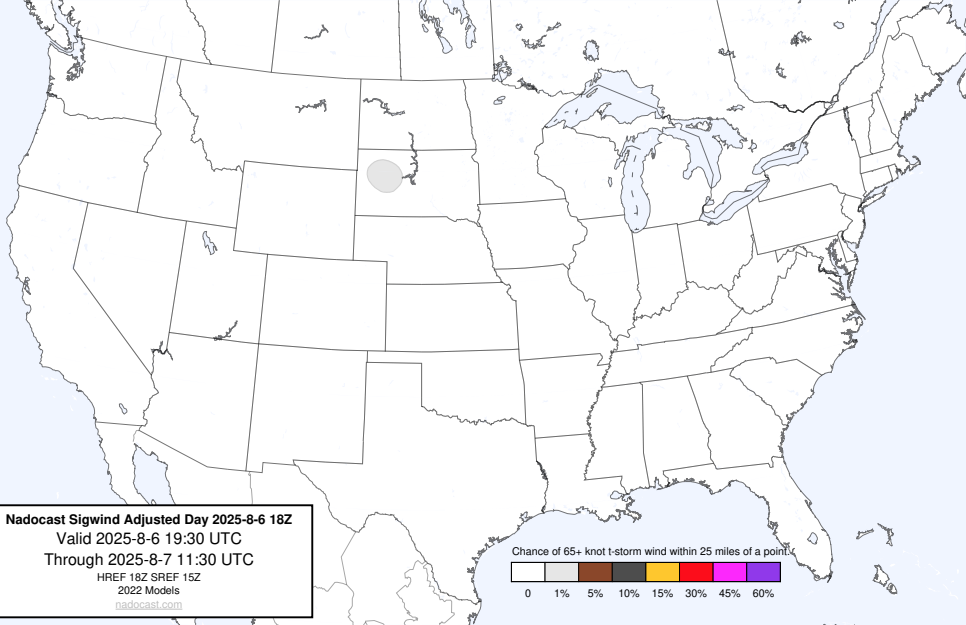 Nadocast Sigwind Adjusted Day 2025-8-6 18Z
Valid 2025-8-6 19:30 UTC
Through 2025-8-7 11:30 UTC
HREF 18Z SREF 15Z
2022 Models
nadocast.com
Chance of 65+ knot t-storm wind within 25 miles of a point.
0 1% 5% 10% 15% 30% 45% 60%